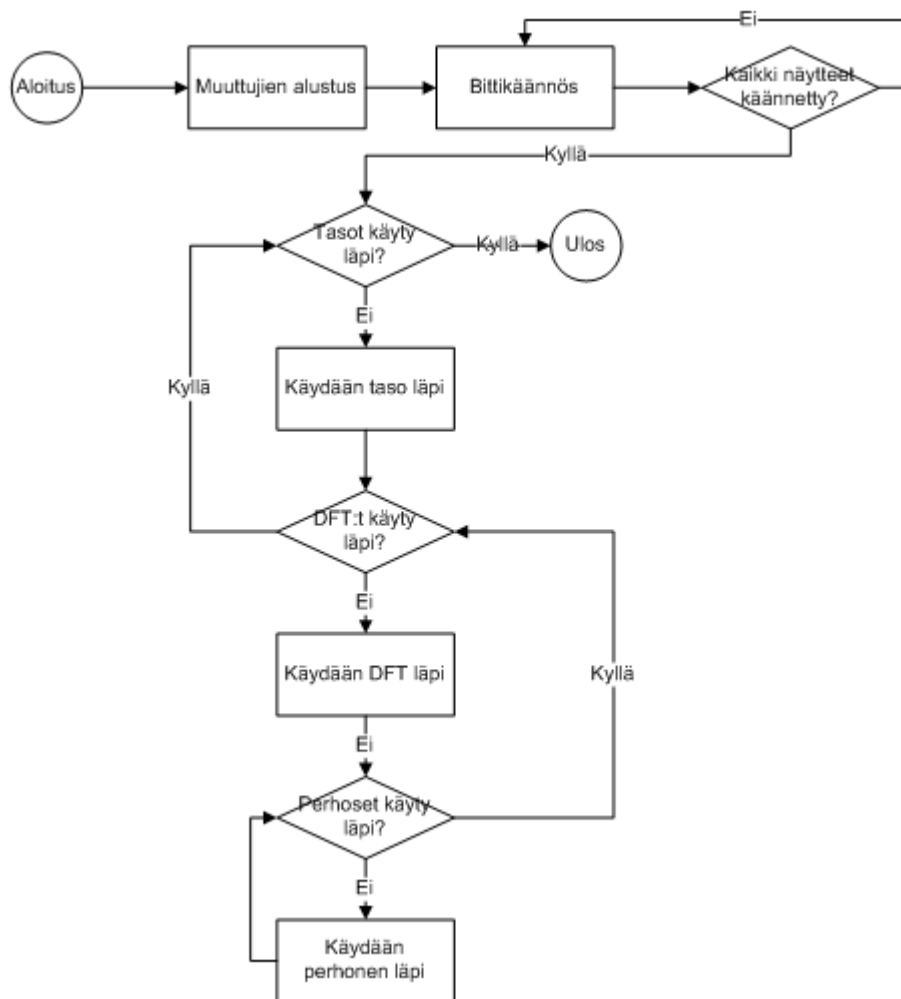 Ei
Aloitus
Muuttujien alustus
Bittikäännös
Kaikki näytteet
käännetty?
Kyllä
Tasot käyty
läpi?
Kyllä
Ulos
Ei
Käydään taso läpi
Kyllä
DFT:t käyty
läpi?
Ei
Käydään DFT läpi
Kyllä
Ei
Perhoset käyty
läpi?
Ei
Käydään
perhonen läpi